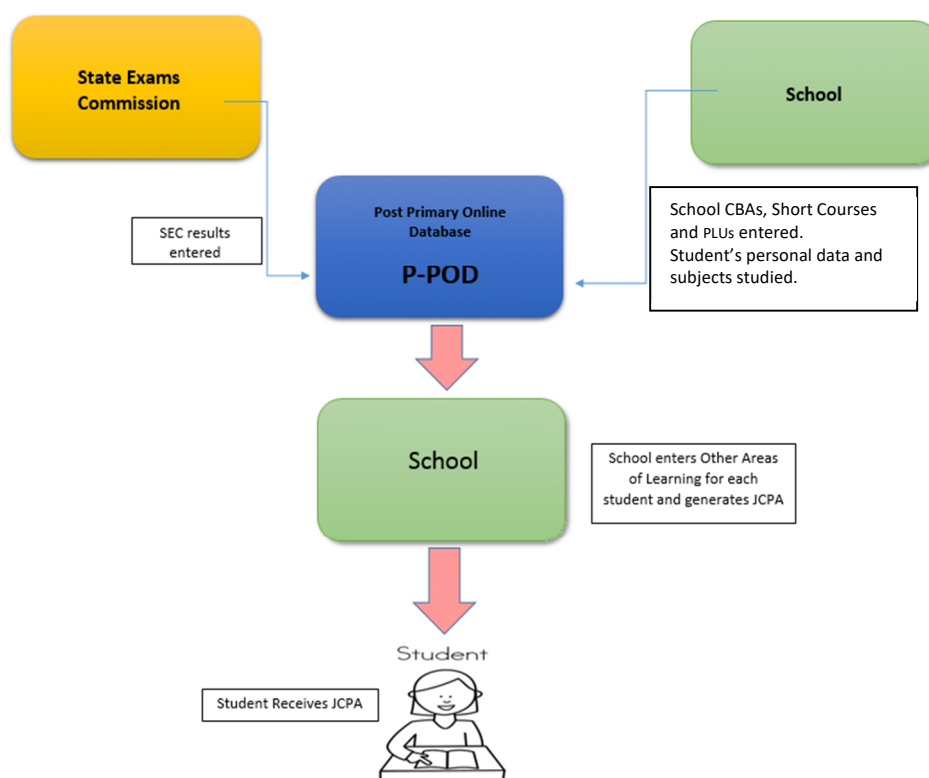 State Exams
Commission
School
Post Primary Online
Database
P-POD
SEC results
entered
School CBAs, Short Courses
and PLUs entered.
Student’s personal data and
subjects studied.
School
School enters Other Areas
of Learning for each
student and generates JCPA
Student
Student Receives JCPA